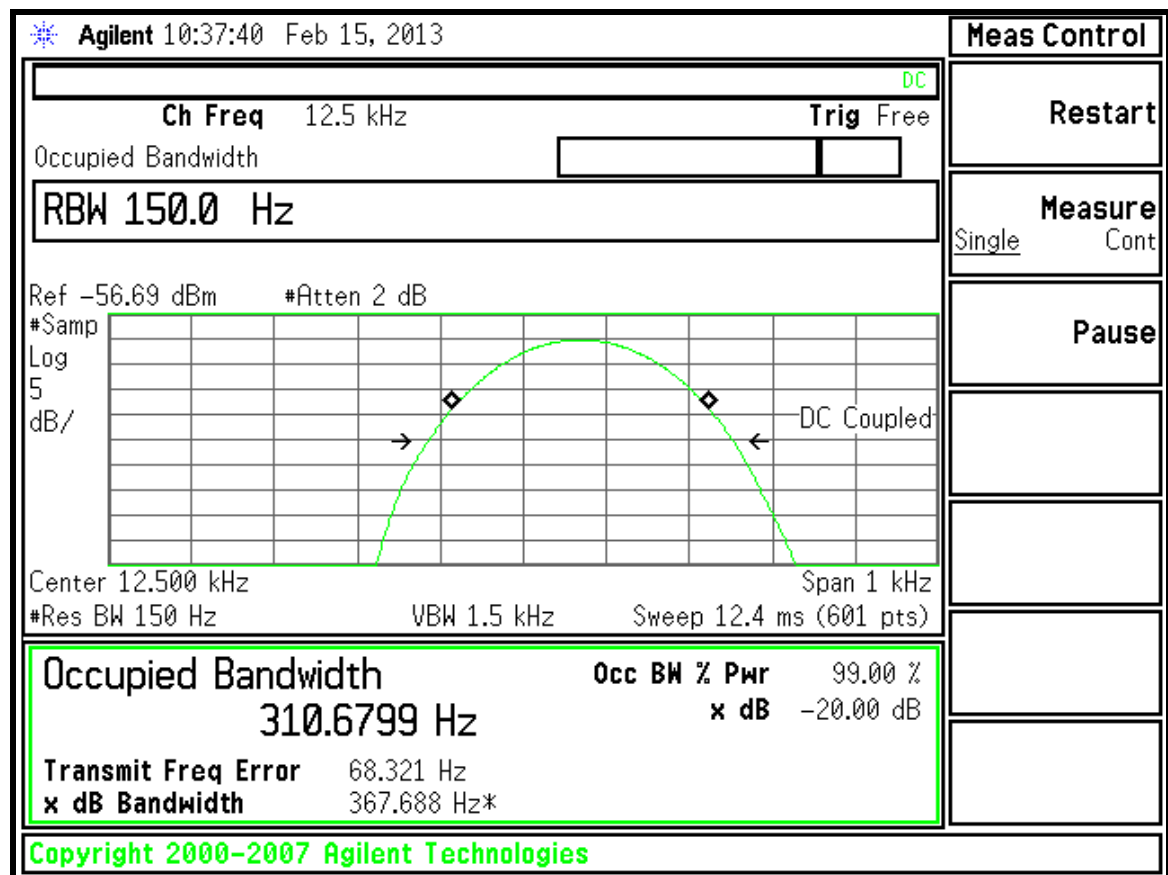 Agilent 10:37:40 Feb 15, 2013
Meas Control
DC
Ch Freq 12.5 kHz Trig Free
Restart
Occupied Bandwidth
RBW 150.0 Hz
Measure
Single Cont
Ref -56.69 dBm #Atten 2 dB
#Samp
Log
5
dB/
Pause
DC Coupled
Center 12.500 kHz Span 1 kHz
#Res BW 150 Hz VBW 1.5 kHz Sweep 12.4 ms (601 pts)
Occupied Bandwidth Occ BW % Pwr 99.00 %
310.6799 Hz x dB -20.00 dB
Transmit Freq Error 68.321 Hz
x dB Bandwidth 367.688 Hz*
Copyright 2000-2007 Agilent Technologies